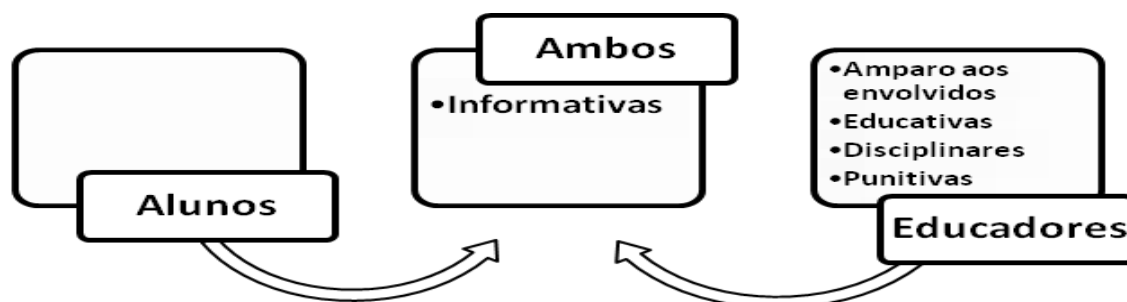 Alunos
Ambos
•Informativas
•Amparo aos
envolvidos
•Educativas
•Disciplinares
•Punitivas
Educadores